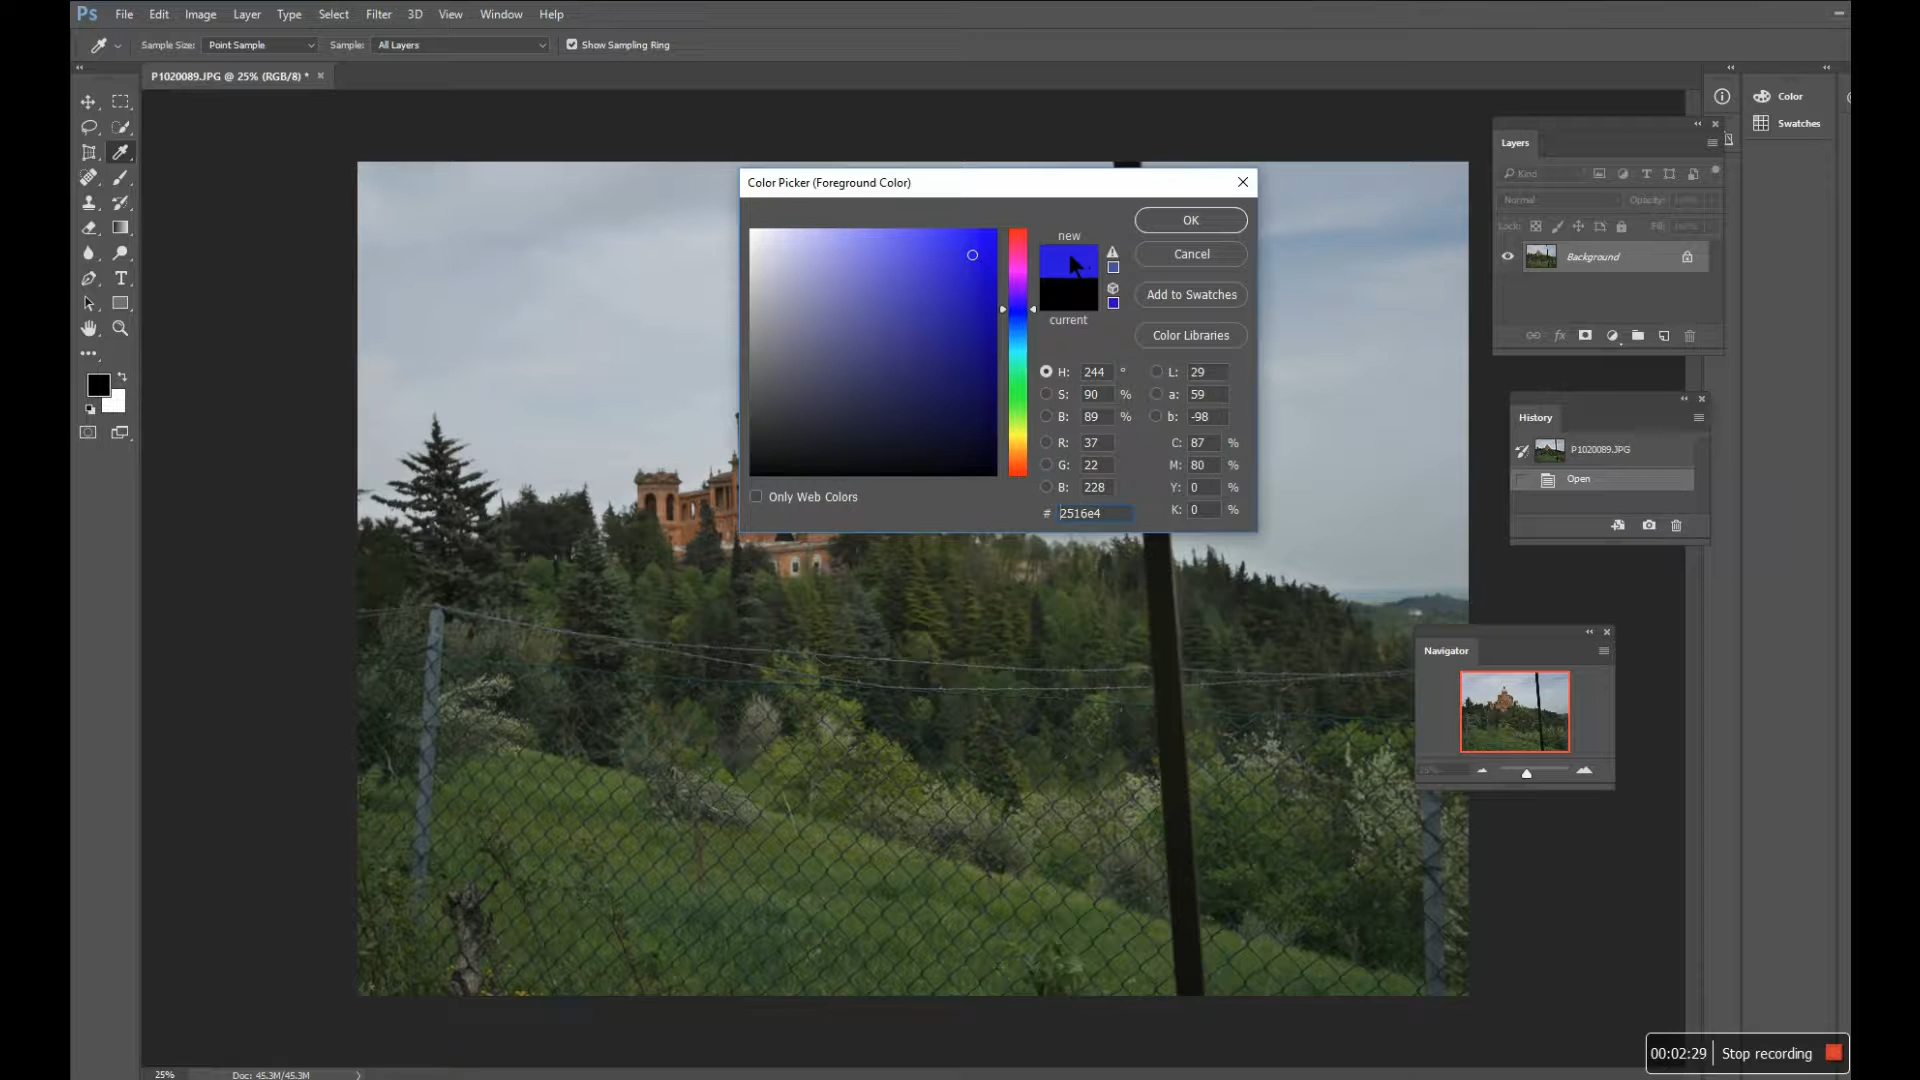 Ps File Edit Image Layer Type Select Filter 3D View Window Help
Sample Size: Point Sample Sample: All Layers Show Sampling Ring
P1020089.JPG @ 25% (RGB/8) * ×
Color
Swatches
Layers
Kind
Normal Opacity:
Lock: Fill:
Background
fx
Color Picker (Foreground Color)
new
current
OK
Cancel
Add to Swatches
Color Libraries
H: 244 °
S: 90 %
B: 89 %
R: 37
G: 22
B: 228
# 2516e4
L: 29
a: 59
b: -98
C: 87 %
M: 80 %
Y: 0 %
K: 0 %
Only Web Colors
History
P1020089.JPG
Open
Navigator
25%
25% Doc: 45.3M/45.3M
00:02:29 Stop recording